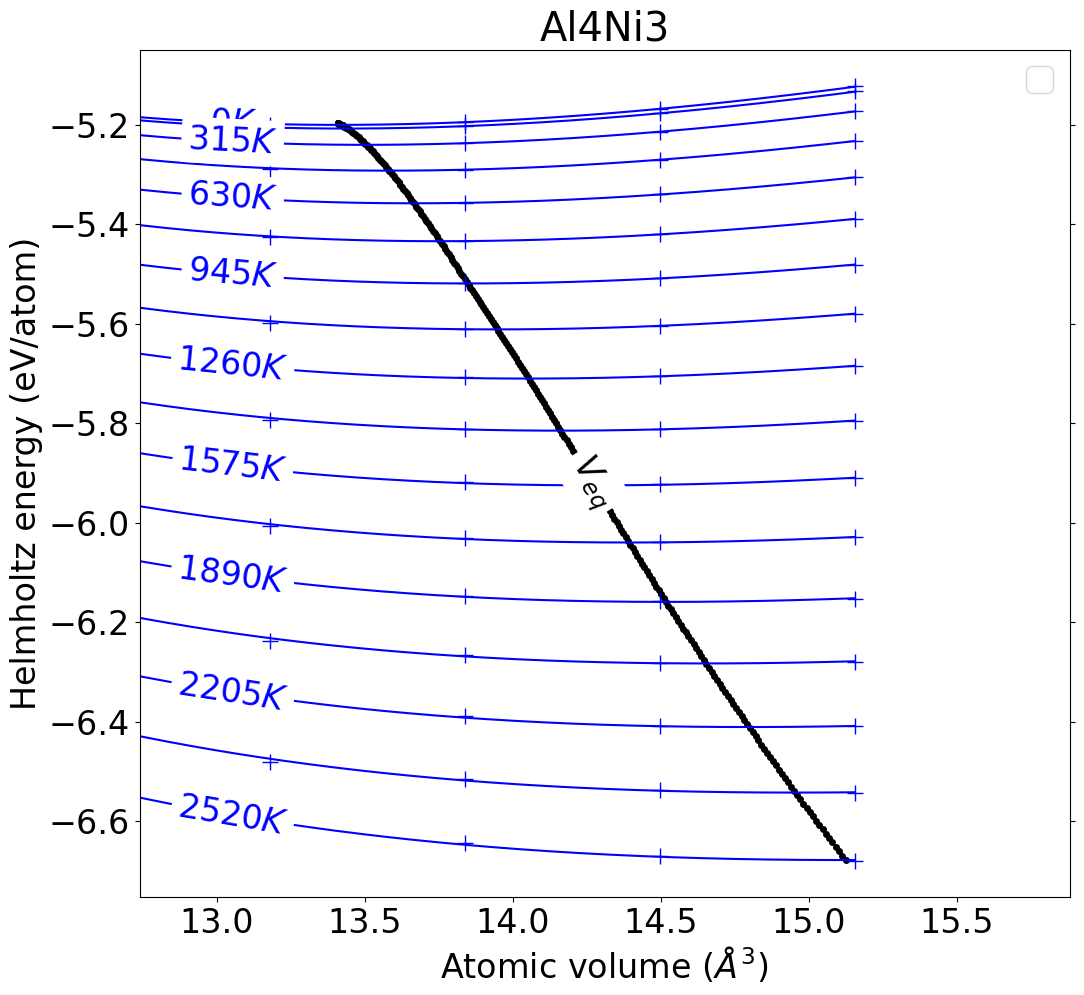 Al4Ni3
Helmholtz energy (eV/atom)
−5.2
−5.4
−5.6
−5.8
−6.0
−6.2
−6.4
−6.6
0K
315K
630K
945K
1260K
1575K
1890K
2205K
2520K
V_eq
13.0 13.5 14.0 14.5 15.0 15.5
Atomic volume (Å³)